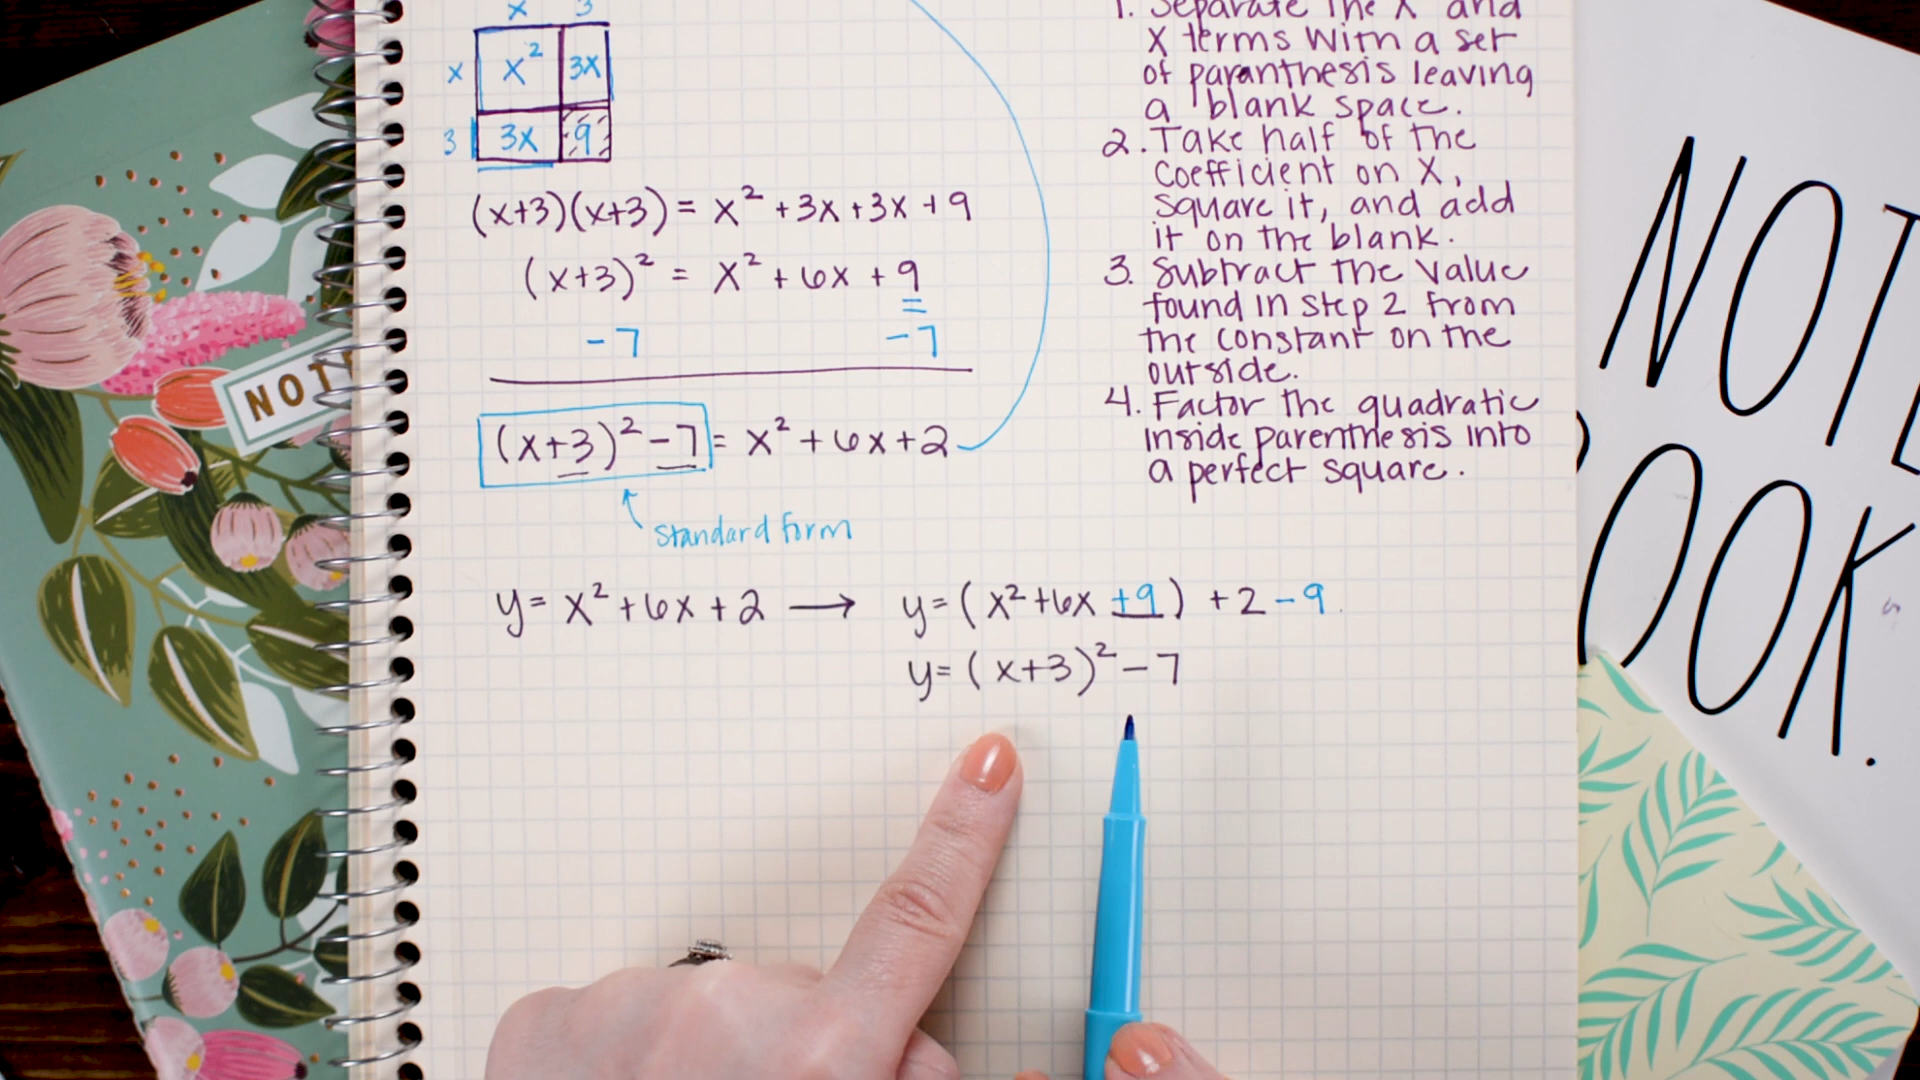 x 3
x x² 3x
3 3x 9
(x+3)(x+3) = x² + 3x + 3x + 9
(x+3)² = x² + 6x + 9
-7 -7
(x+3)² - 7 = x² + 6x + 2
standard form
1. Separate the x² and
x terms with a set
of paranthesis leaving
a blank space.
2. Take half of the
coefficient on x,
square it, and add
it on the blank.
3. Subtract the value
found in step 2 from
the constant on the
outside.
4. Factor the quadratic
inside parenthesis into
a perfect square.
y = x² + 6x + 2 → y = (x² + 6x +9) + 2 - 9
y = (x+3)² - 7
NOT
NOTE
OOK.